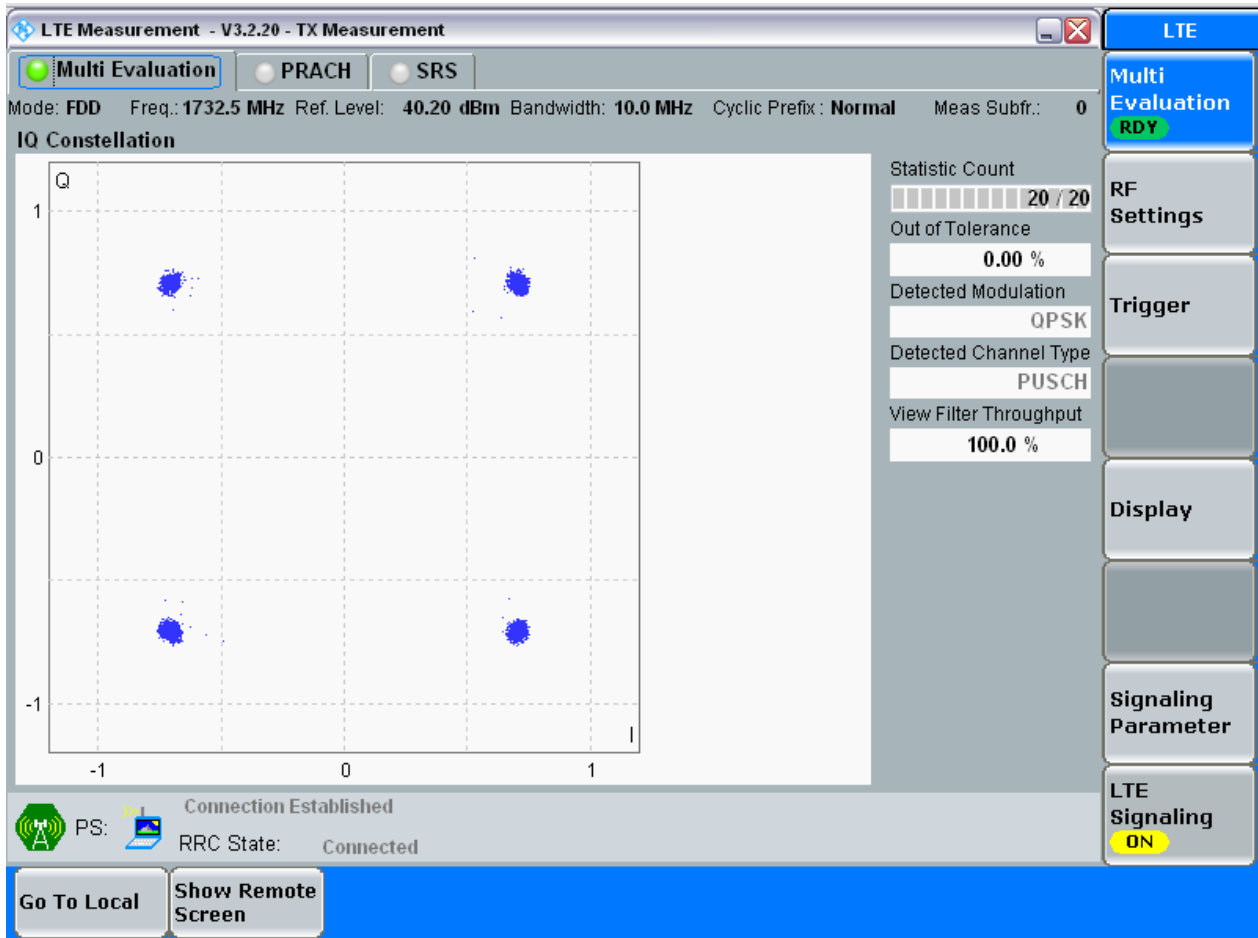 LTE Measurement - V3.2.20 - TX Measurement
LTE
Multi Evaluation PRACH SRS
Mode: FDD Freq.: 1732.5 MHz Ref. Level: 40.20 dBm Bandwidth: 10.0 MHz Cyclic Prefix : Normal Meas Subfr.: 0
IQ Constellation
Q
1
0
-1
I
-1 0 1
Statistic Count
20 / 20
Out of Tolerance
0.00 %
Detected Modulation
QPSK
Detected Channel Type
PUSCH
View Filter Throughput
100.0 %
Multi
Evaluation
RDY
RF
Settings
Trigger
Display
Signaling
Parameter
LTE
Signaling
ON
PS:
Connection Established
RRC State: Connected
Go To Local
Show Remote
Screen